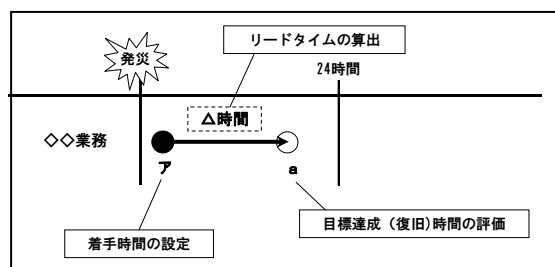 リードタイムの算出
発災
24時間
△時間
◇◇業務
ア
a
目標達成（復旧）時間の評価
着手時間の設定